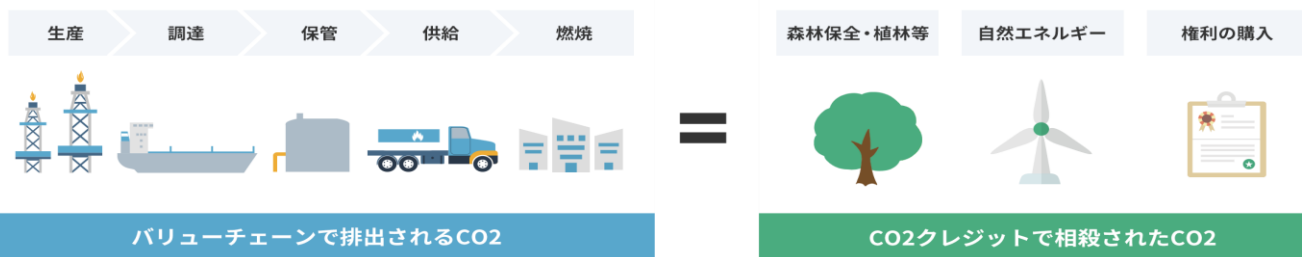 生産 調達 保管 供給 燃焼
森林保全・植林等 自然エネルギー 権利の購入
バリューチェーンで排出されるCO2
CO2クレジットで相殺されたCO2